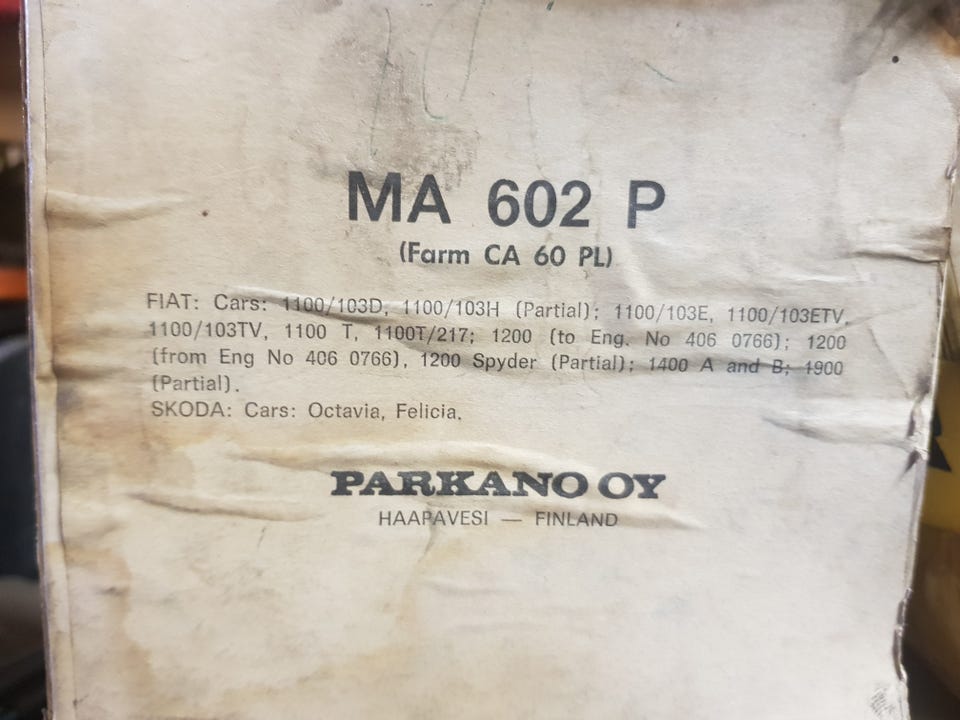 MA 602 P
(Farm CA 60 PL)
FIAT: Cars: 1100/103D, 1100/103H (Partial); 1100/103E, 1100/103ETV,
1100/103TV, 1100 T, 1100T/217; 1200 (to Eng. No 406 0766); 1200
(from Eng No 406 0766), 1200 Spyder (Partial); 1400 A and B; 1900
(Partial).
SKODA: Cars: Octavia, Felicia.
PARKANO OY
HAAPAVESI — FINLAND